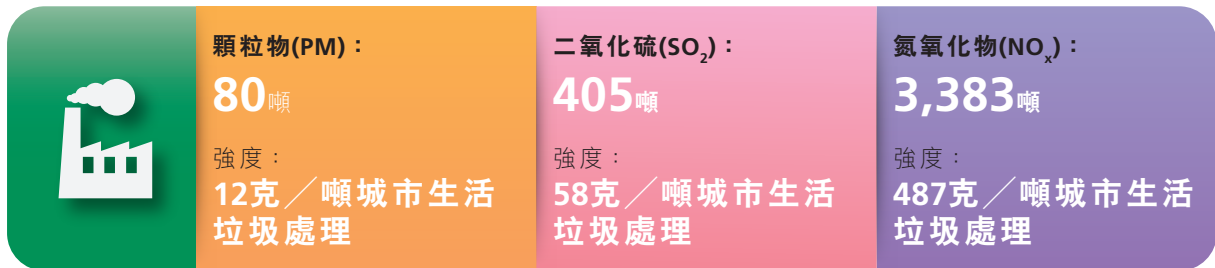 顆粒物(PM)：
80噸
強度：
12克／噸城市生活
垃圾處理
二氧化硫(SO₂)：
405噸
強度：
58克／噸城市生活
垃圾處理
氮氧化物(NOₓ)：
3,383噸
強度：
487克／噸城市生活
垃圾處理